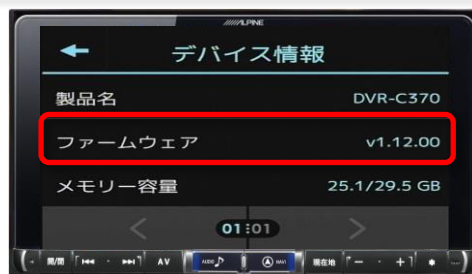 ALPINE
デバイス情報
製品名 DVR-C370
ファームウェア v1.12.00
メモリー容量 25.1/29.5 GB
01:01
AV AUDIO NAVI 現在地 - +